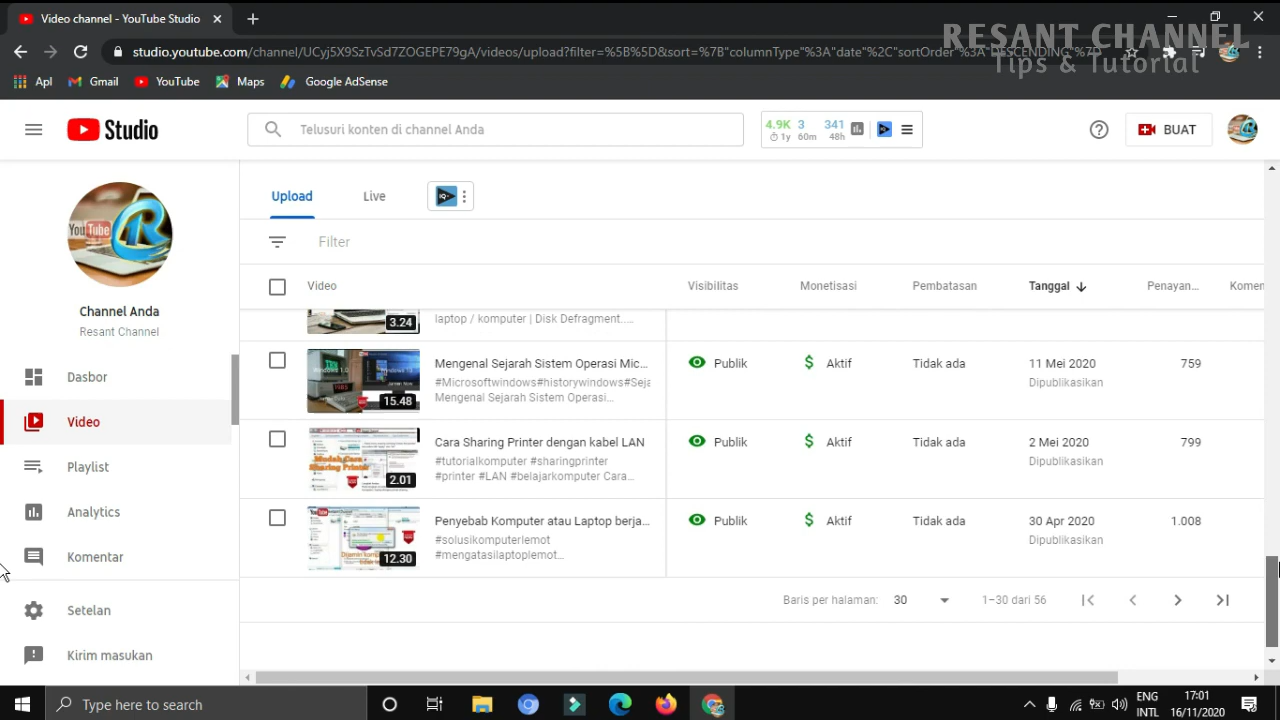 Video channel - YouTube Studio
RESANT CHANNEL
Tips & Tutorial
studio.youtube.com/channel/UCyj5X9SzTvSd7ZOGEPE79gA/videos/upload?filter=%5B%5D&sort=%7B"columnType"%3A"date"%2C"sortOrder"%3A"DESCENDING"%7D
Apl Gmail YouTube Maps Google AdSense
Studio
Telusuri konten di channel Anda
4.9K 3 341
1y 60m 48h
BUAT
Upload Live
Filter
Channel Anda
Resant Channel
Dasbor
Video
Playlist
Analytics
Komentar
Setelan
Kirim masukan
Video Visibilitas Monetisasi Pembatasan Tanggal Penayan... Komen
3.24
laptop / komputer | Disk Defragment....
15.48
Mengenal Sejarah Sistem Operasi Mic... Publik Aktif Tidak ada 11 Mei 2020 759
#Microsoftwindows#historywindows#Seja Dipublikasikan
Mengenal Sejarah Sistem Operasi...
2.01
Cara Sharing Printer dengan kabel LAN Publik Aktif Tidak ada 2 Mei 2020 799
#tutorialkomputer #sharingprinter Dipublikasikan
#printer #LAN #belajarkomputer Cara...
12.30
Penyebab Komputer atau Laptop berja... Publik Aktif Tidak ada 30 Apr 2020 1.008
#solusikomputerlemot Dipublikasikan
#mengatasilaptoplemot...
Baris per halaman: 30 1–30 dari 56
Type here to search
ENG
INTL
17:01
16/11/2020